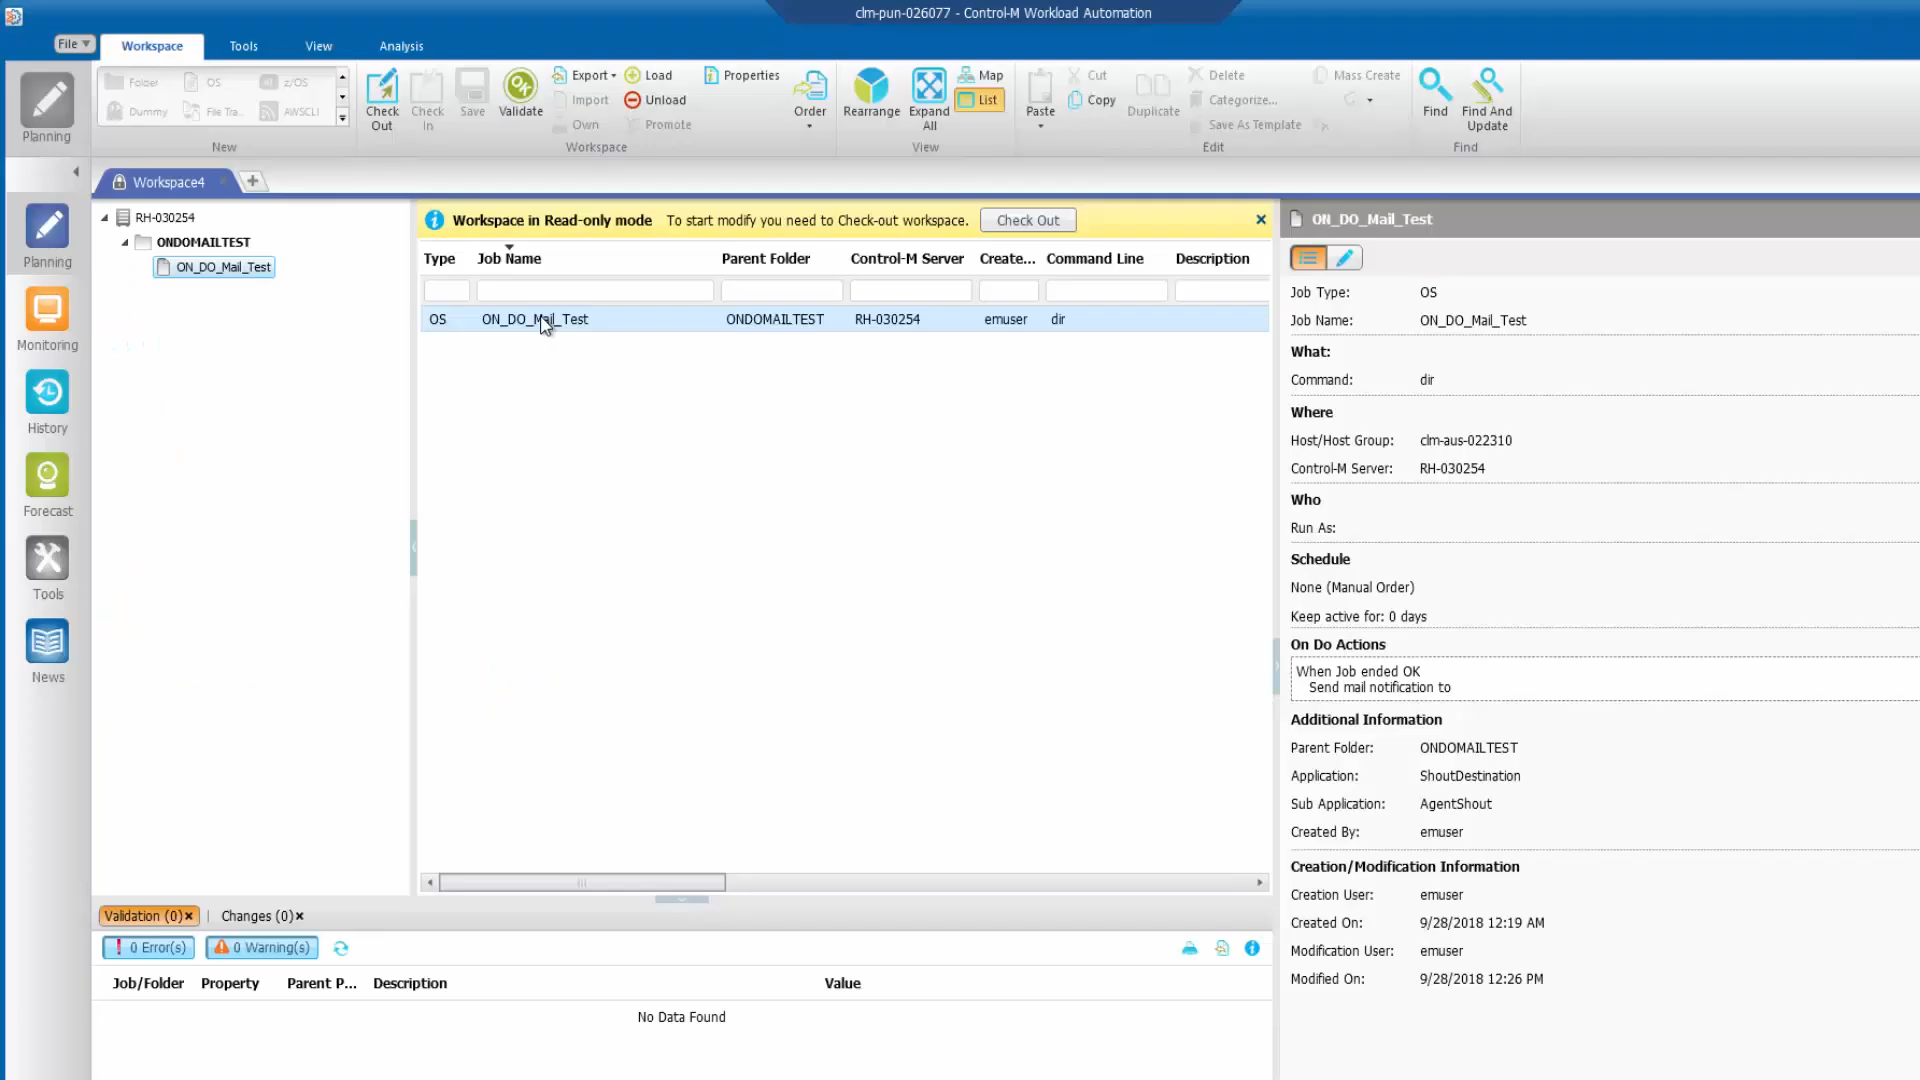 clm-pun-026077 - Control-M Workload Automation
File
Workspace
Tools
View
Analysis
Planning
Folder
OS
z/OS
Dummy
File Tra...
AWSCLI
New
Check Out
Check In
Save
Validate
Export
Import
Own
Load
Unload
Promote
Workspace
Properties
Order
Rearrange
Expand All
Map
List
View
Paste
Cut
Copy
Duplicate
Delete
Categorize...
Save As Template
Mass Create
Edit
Find
Find And Update
Find
Workspace4
Planning
Monitoring
History
Forecast
Tools
News
RH-030254
ONDOMAILTEST
ON_DO_Mail_Test
Workspace in Read-only mode To start modify you need to Check-out workspace. Check Out
Type Job Name Parent Folder Control-M Server Create... Command Line Description
OS ON_DO_Mail_Test ONDOMAILTEST RH-030254 emuser dir
Validation (0) Changes (0)
0 Error(s) 0 Warning(s)
Job/Folder Property Parent P... Description Value
No Data Found
ON_DO_Mail_Test
Job Type: OS
Job Name: ON_DO_Mail_Test
What:
Command: dir
Where
Host/Host Group: clm-aus-022310
Control-M Server: RH-030254
Who
Run As:
Schedule
None (Manual Order)
Keep active for: 0 days
On Do Actions
When Job ended OK
Send mail notification to
Additional Information
Parent Folder: ONDOMAILTEST
Application: ShoutDestination
Sub Application: AgentShout
Created By: emuser
Creation/Modification Information
Creation User: emuser
Created On: 9/28/2018 12:19 AM
Modification User: emuser
Modified On: 9/28/2018 12:26 PM